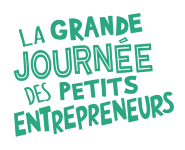 LA GRANDE
JOURNÉE
DES PETITS
ENTREPRENEURS